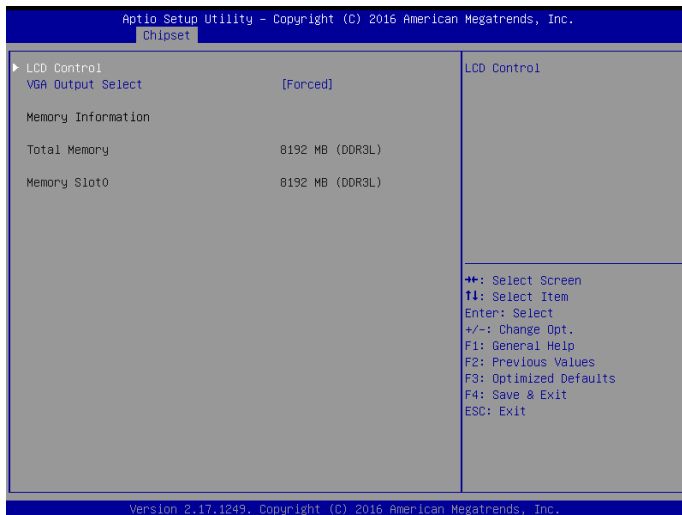 Aptio Setup Utility – Copyright (C) 2016 American Megatrends, Inc.
Chipset
LCD Control
VGA Output Select [Forced]
Memory Information
Total Memory 8192 MB (DDR3L)
Memory Slot0 8192 MB (DDR3L)
LCD Control
→←: Select Screen
↑↓: Select Item
Enter: Select
+/-: Change Opt.
F1: General Help
F2: Previous Values
F3: Optimized Defaults
F4: Save & Exit
ESC: Exit
Version 2.17.1249. Copyright (C) 2016 American Megatrends, Inc.